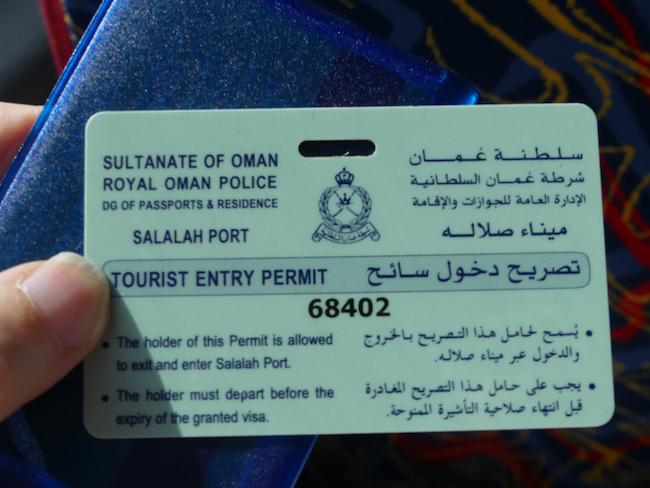 SULTANATE OF OMAN
ROYAL OMAN POLICE
DG OF PASSPORTS & RESIDENCE
SALALAH PORT
سلطنة عمان
شرطة عمان السلطانية
الإدارة العامة للجوازات والإقامة
ميناء صلاله
TOURIST ENTRY PERMIT تصريح دخول سائح
68402
• The holder of this Permit is allowed
to exit and enter Salalah Port.
• The holder must depart before the
expiry of the granted visa.
• يُسمح لحامل هذا التصريح بالخروج
والدخول عبر ميناء صلاله.
• يجب على حامل هذا التصريح المغادرة
قبل انتهاء صلاحية التأشيرة الممنوحة.